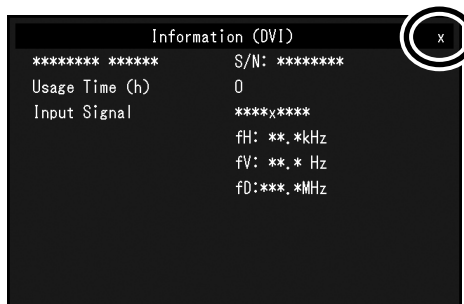 Information (DVI) x
******** ****** S/N: ********
Usage Time (h) 0
Input Signal ****x****
fH: **.*kHz
fV: **.* Hz
fD:***.*MHz